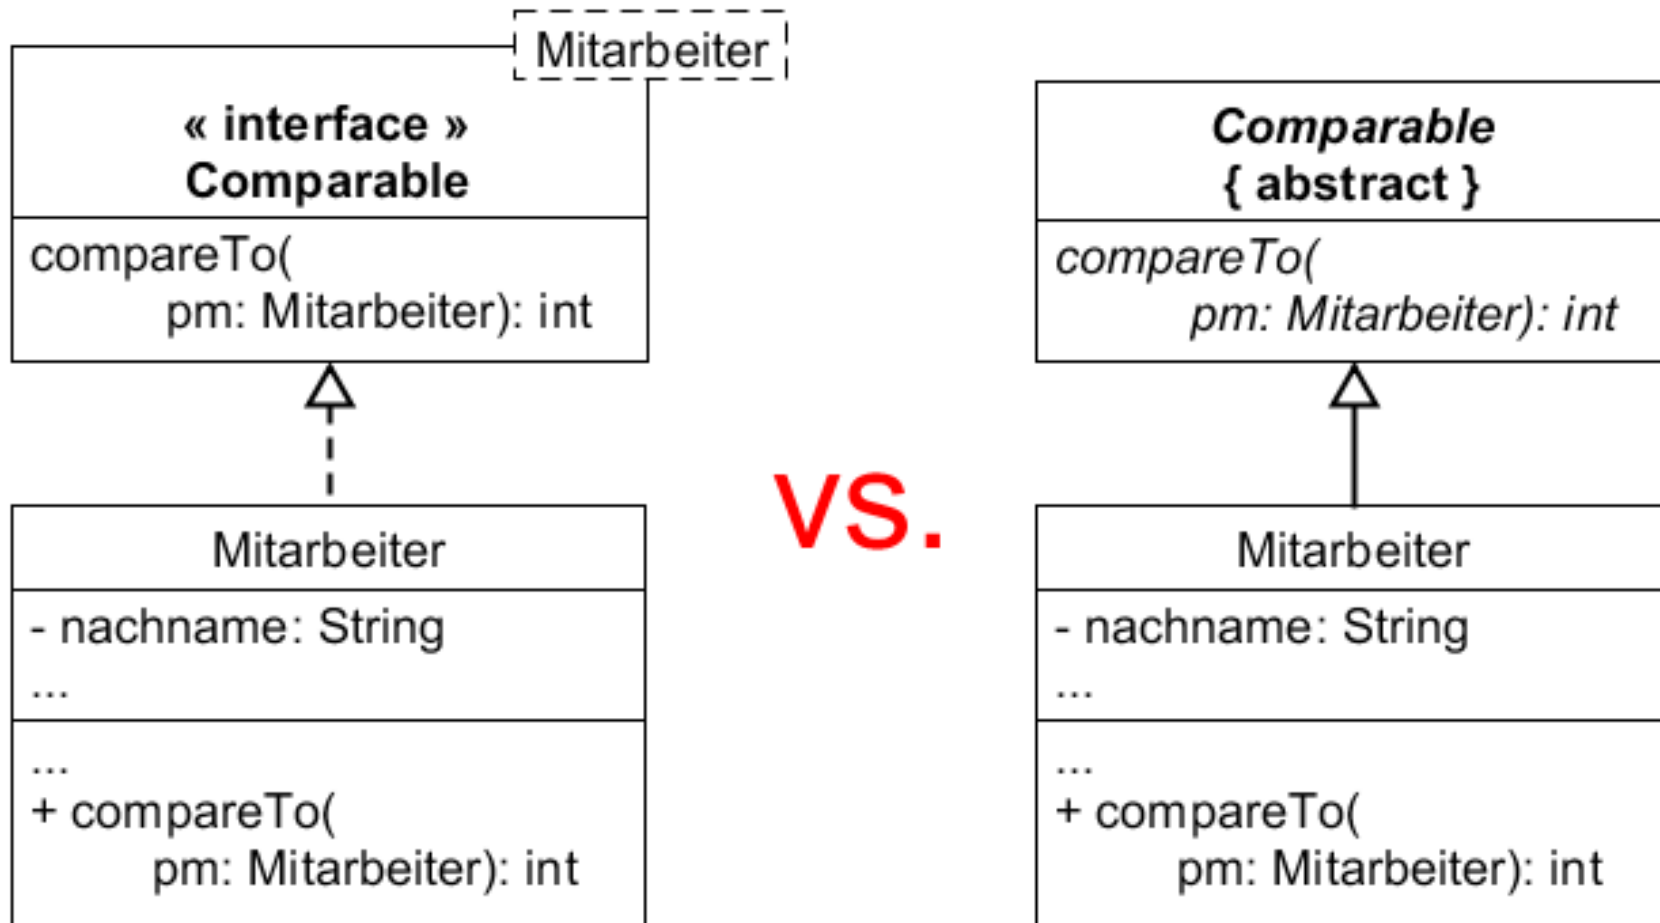 Mitarbeiter
« interface »
Comparable
compareTo(
pm: Mitarbeiter): int
Mitarbeiter
- nachname: String
...
...
+ compareTo(
pm: Mitarbeiter): int
vs.
Comparable
{ abstract }
compareTo(
pm: Mitarbeiter): int
Mitarbeiter
- nachname: String
...
...
+ compareTo(
pm: Mitarbeiter): int